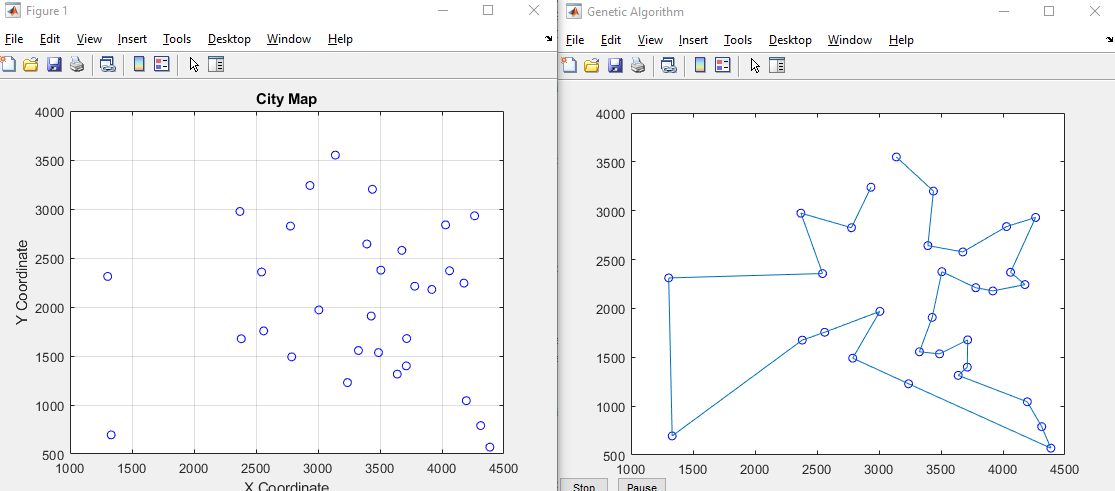 Figure 1
File Edit View Insert Tools Desktop Window Help
City Map
4000
3500
3000
2500
2000
1500
1000
500
Y Coordinate
1000 1500 2000 2500 3000 3500 4000 4500
X Coordinate
Genetic Algorithm
File Edit View Insert Tools Desktop Window Help
4000
3500
3000
2500
2000
1500
1000
500
1000 1500 2000 2500 3000 3500 4000 4500
Stop Pause